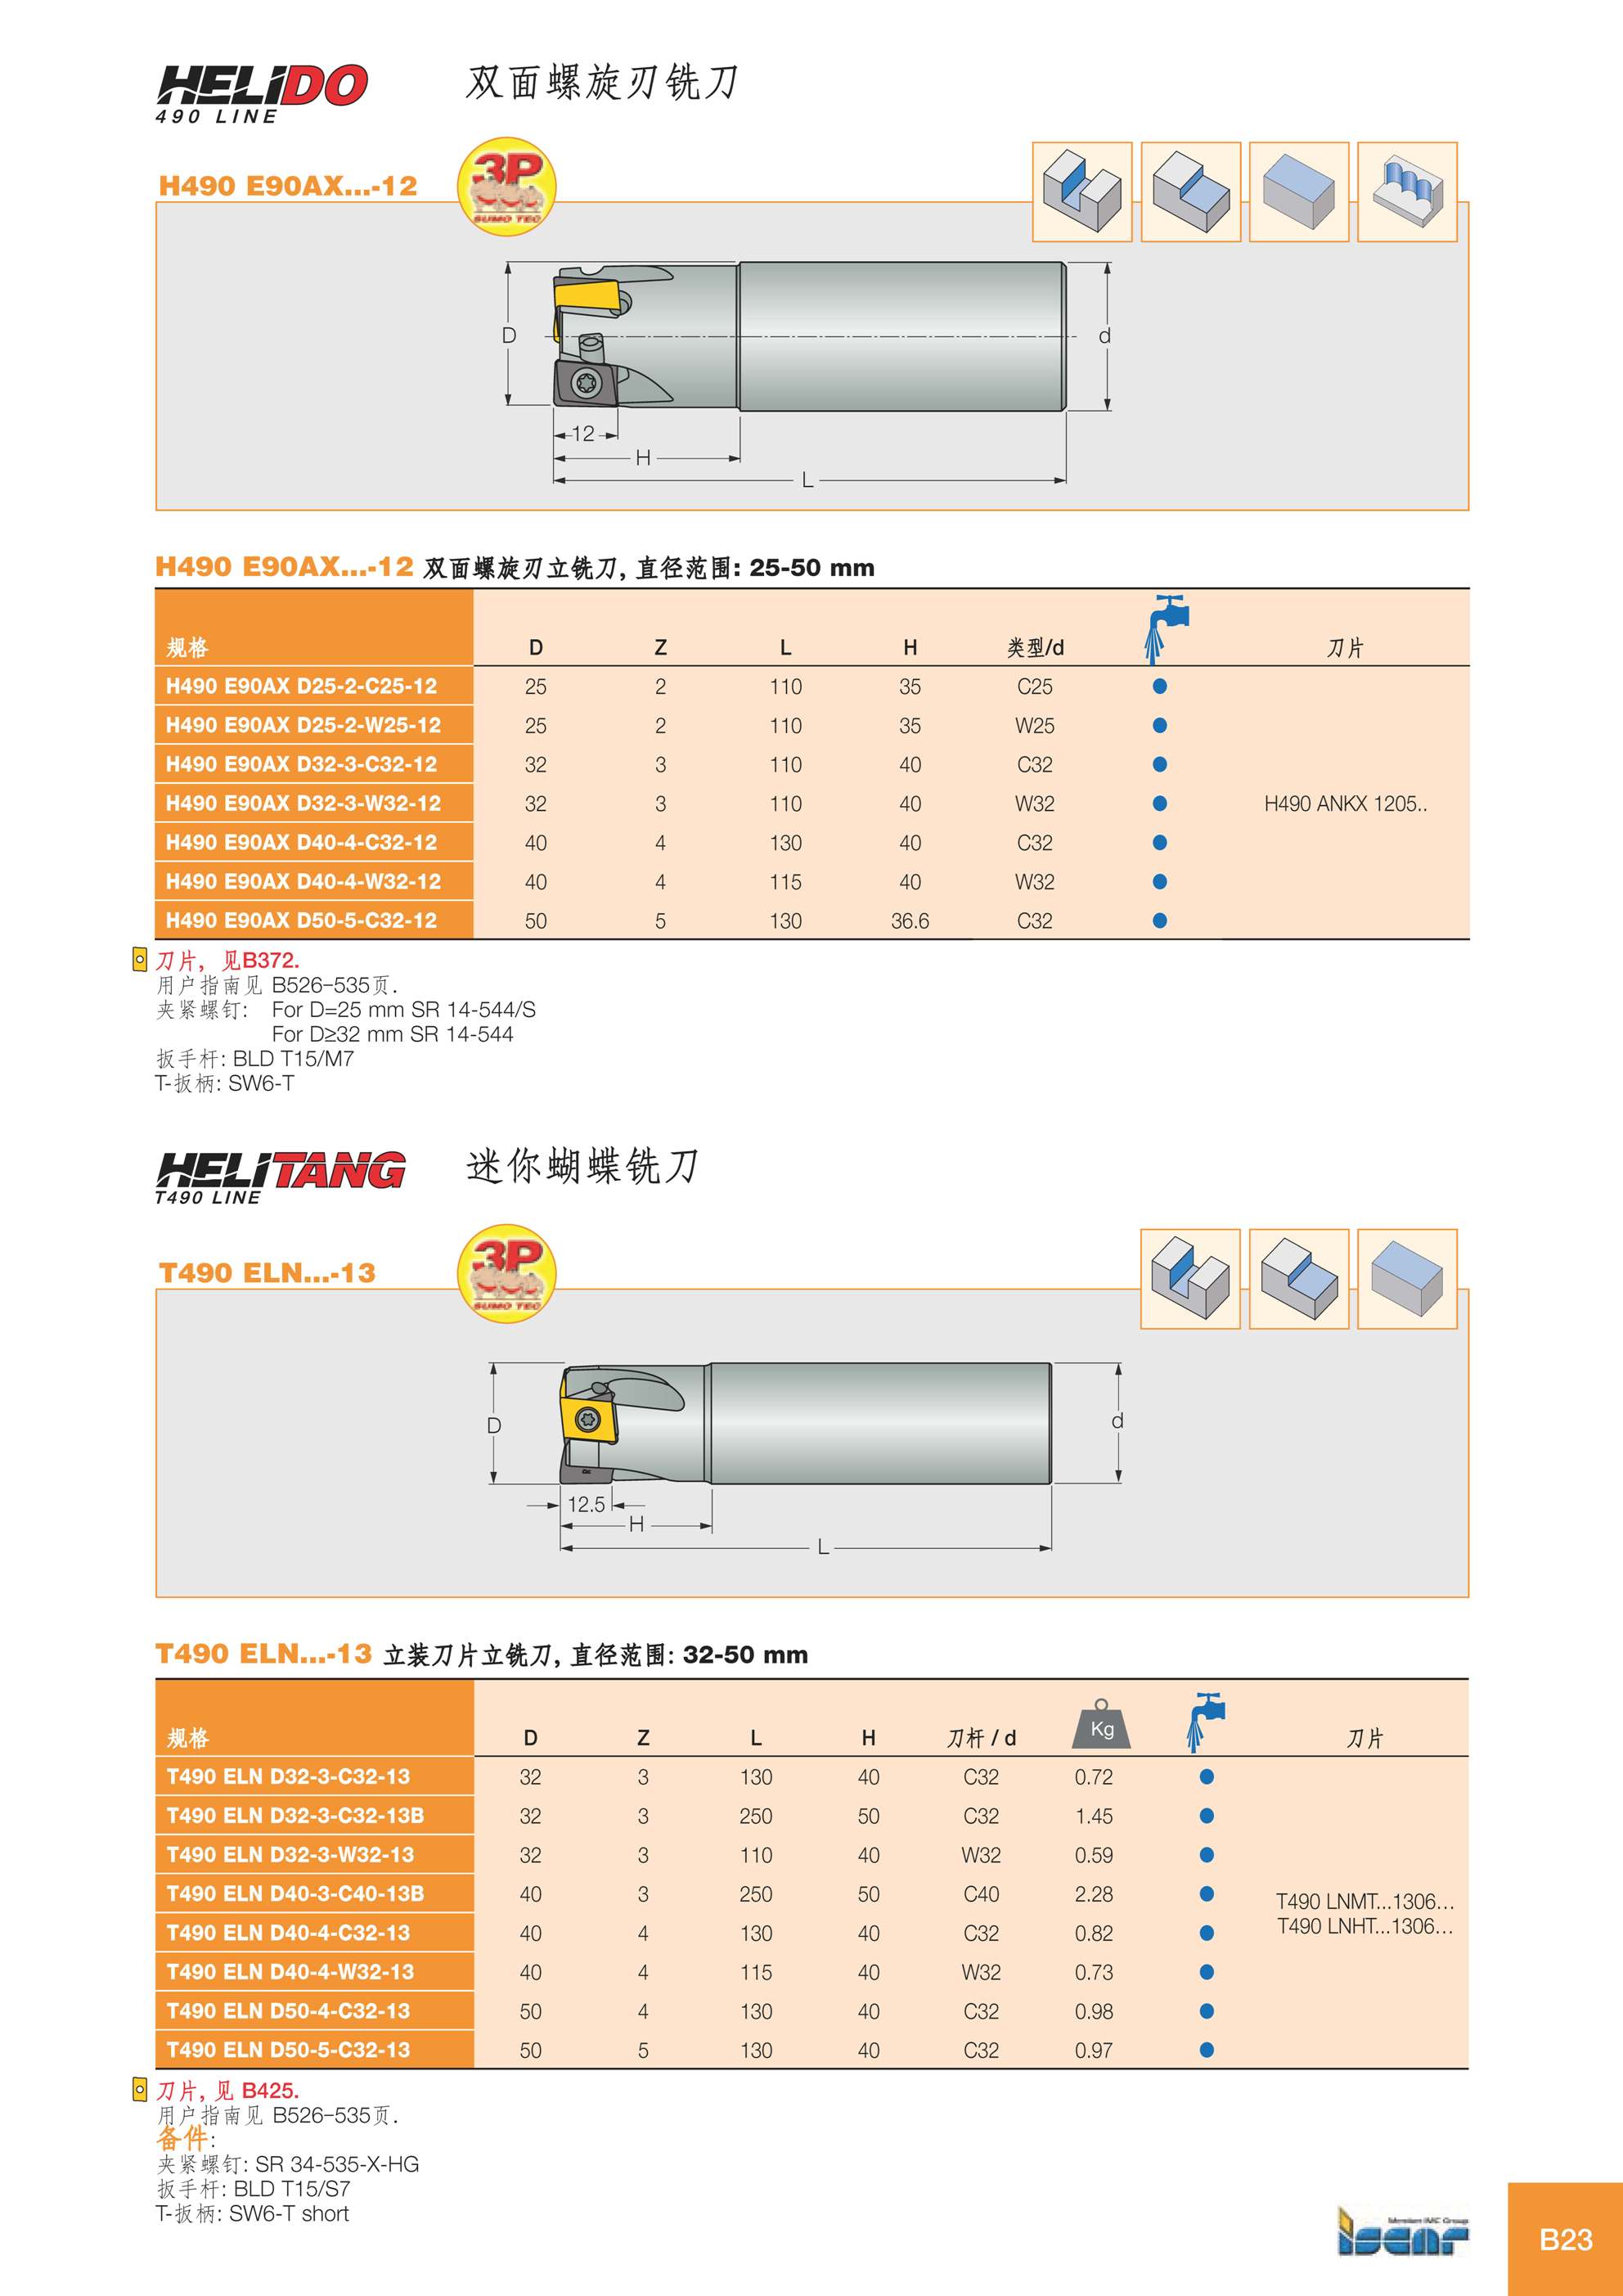 HELIDO
490 LINE
双面螺旋刃铣刀
H490 E90AX...-12
3P
SUMO TEC
D
d
12
H
L
H490 E90AX...-12 双面螺旋刃立铣刀, 直径范围: 25-50 mm
规格 D Z L H 类型/d 刀片
H490 E90AX D25-2-C25-12 25 2 110 35 C25
H490 E90AX D25-2-W25-12 25 2 110 35 W25
H490 E90AX D32-3-C32-12 32 3 110 40 C32
H490 E90AX D32-3-W32-12 32 3 110 40 W32 H490 ANKX 1205..
H490 E90AX D40-4-C32-12 40 4 130 40 C32
H490 E90AX D40-4-W32-12 40 4 115 40 W32
H490 E90AX D50-5-C32-12 50 5 130 36.6 C32
刀片, 见B372.
用户指南见 B526-535页.
夹紧螺钉: For D=25 mm SR 14-544/S
For D≥32 mm SR 14-544
扳手杆: BLD T15/M7
T-扳柄: SW6-T
HELITANG
T490 LINE
迷你蝴蝶铣刀
T490 ELN...-13
3P
SUMO TEC
D
d
12.5
H
L
T490 ELN...-13 立装刀片立铣刀, 直径范围: 32-50 mm
规格 D Z L H 刀杆 / d Kg 刀片
T490 ELN D32-3-C32-13 32 3 130 40 C32 0.72
T490 ELN D32-3-C32-13B 32 3 250 50 C32 1.45
T490 ELN D32-3-W32-13 32 3 110 40 W32 0.59
T490 ELN D40-3-C40-13B 40 3 250 50 C40 2.28
T490 LNMT...1306...
T490 LNHT...1306...
T490 ELN D40-4-C32-13 40 4 130 40 C32 0.82
T490 ELN D40-4-W32-13 40 4 115 40 W32 0.73
T490 ELN D50-4-C32-13 50 4 130 40 C32 0.98
T490 ELN D50-5-C32-13 50 5 130 40 C32 0.97
刀片, 见 B425.
用户指南见 B526-535页.
备件:
夹紧螺钉: SR 34-535-X-HG
扳手杆: BLD T15/S7
T-扳柄: SW6-T short
Member IMC Group
iscar
B23